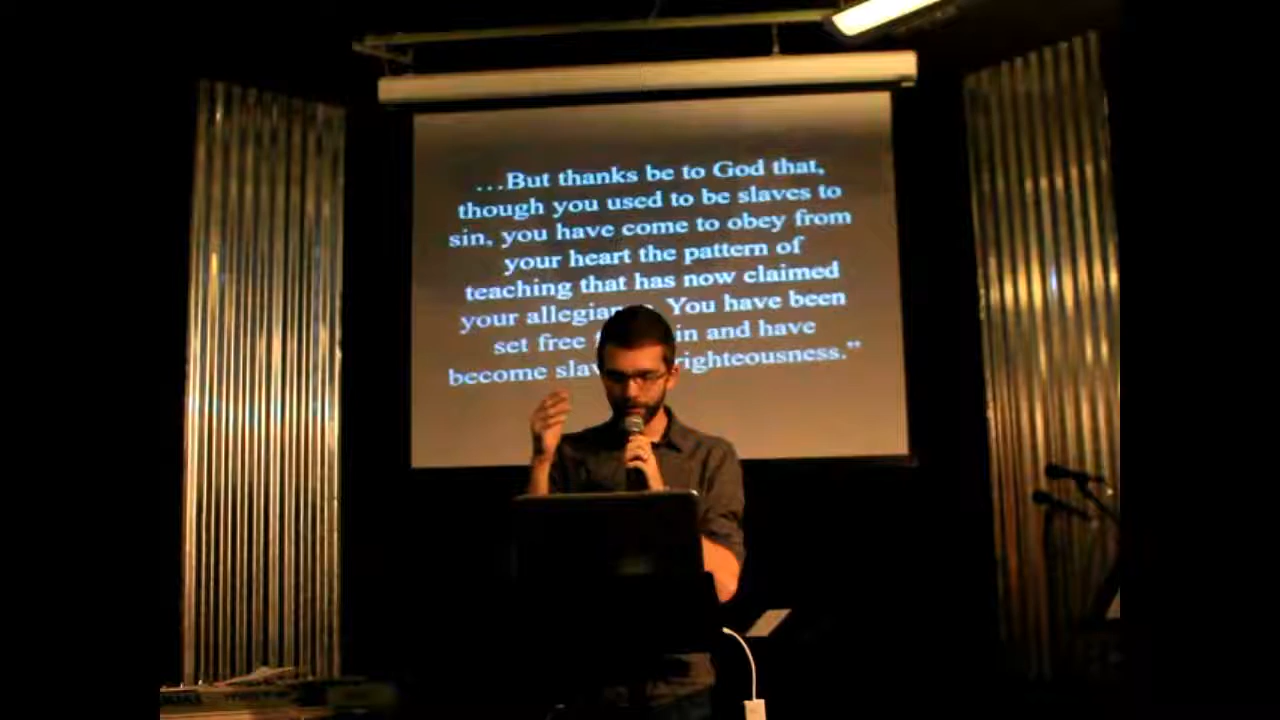 …But thanks be to God that,
though you used to be slaves to
sin, you have come to obey from
your heart the pattern of
teaching that has now claimed
your allegian You have been
set free in and have
become slav righteousness.”